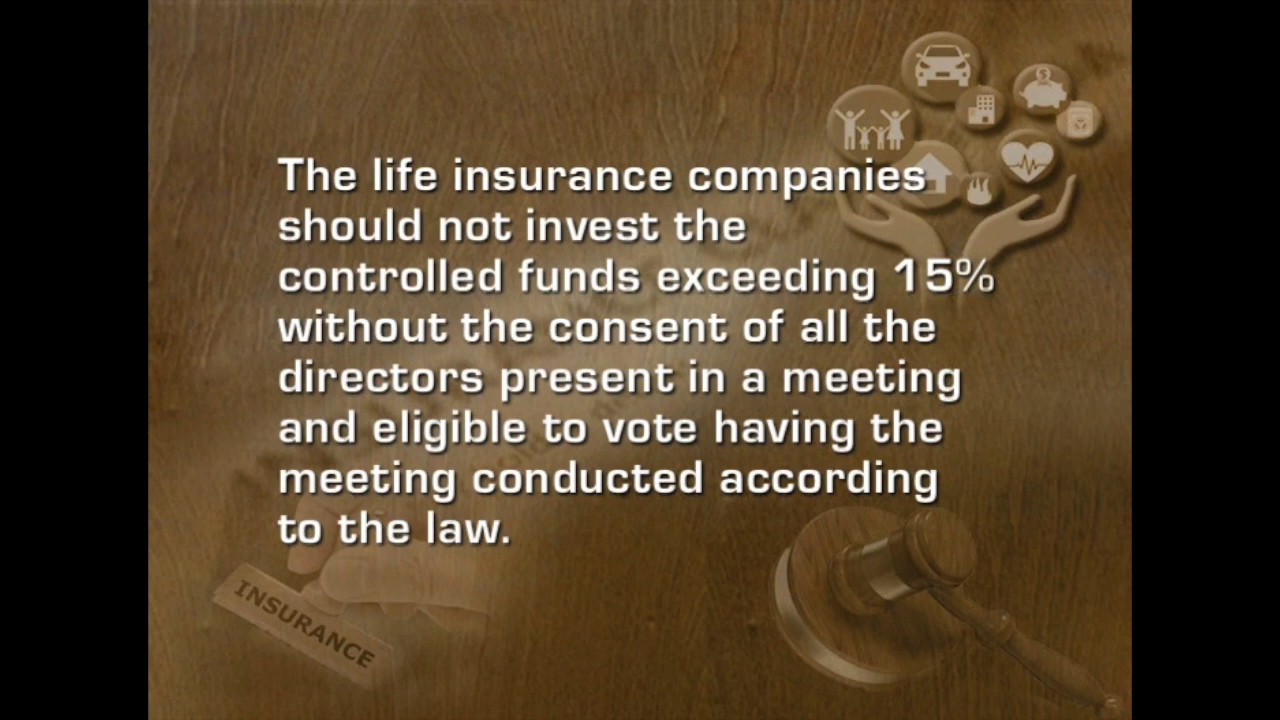 The life insurance companies
should not invest the
controlled funds exceeding 15%
without the consent of all the
directors present in a meeting
and eligible to vote having the
meeting conducted according
to the law.
INSURANCE